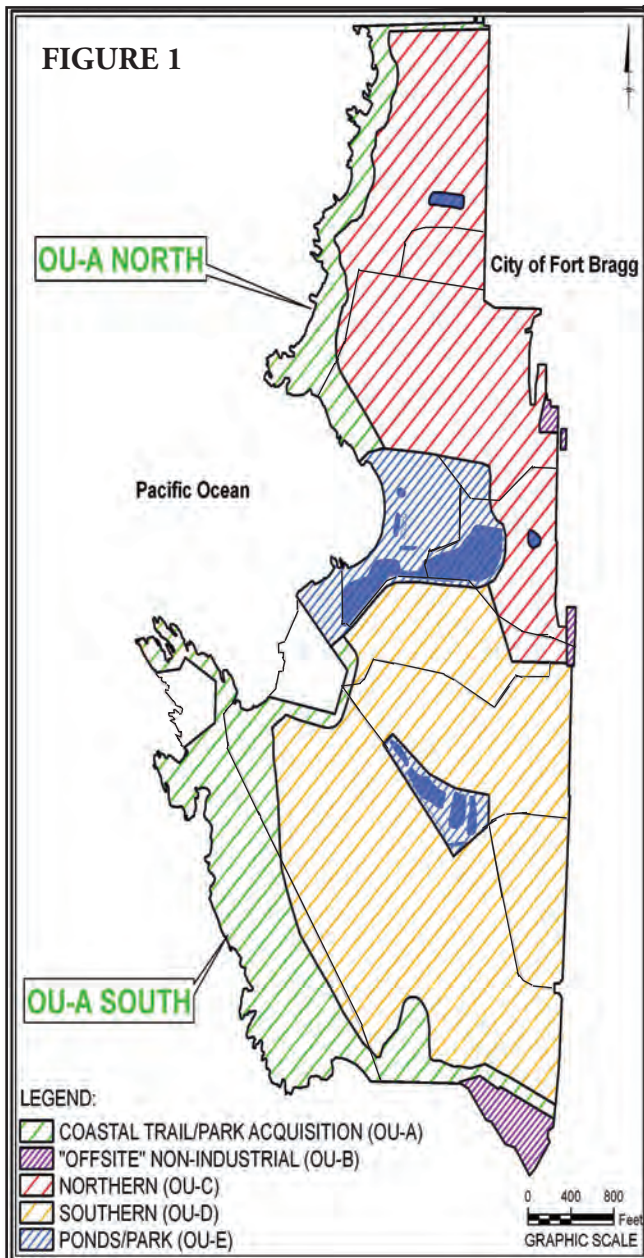 FIGURE 1
OU-A NORTH
City of Fort Bragg
Pacific Ocean
OU-A SOUTH
LEGEND:
COASTAL TRAIL/PARK ACQUISITION (OU-A)
"OFFSITE" NON-INDUSTRIAL (OU-B)
NORTHERN (OU-C)
SOUTHERN (OU-D)
PONDS/PARK (OU-E)
0 400 800
Feet
GRAPHIC SCALE